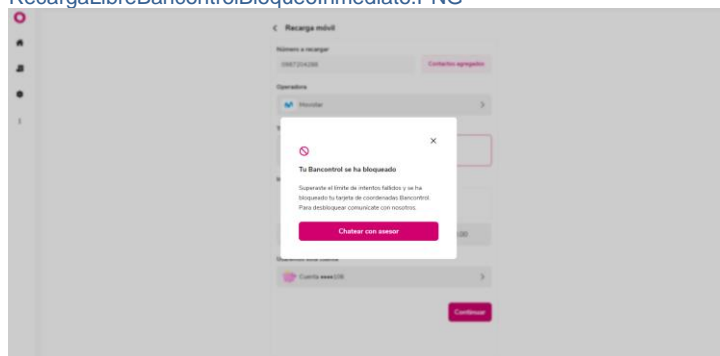 RecargaLibreBancontrolBloqueoInmediato.PNG
Recarga móvil
Número a recargar
Contactos agregados
Operadora
Movistar
Tu Bancontrol se ha bloqueado
Superaste el límite de intentos fallidos y se ha
bloqueado tu tarjeta de coordenadas Bancontrol.
Para desbloquear comunícate con nosotros.
Chatear con asesor
Cuenta
Continuar